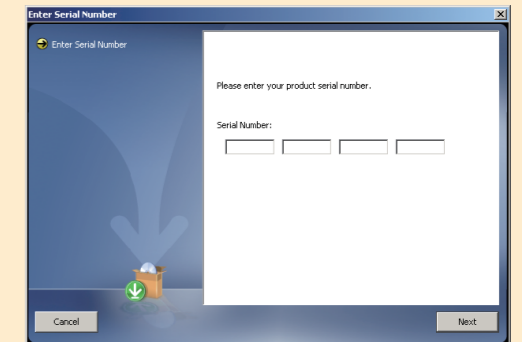 Enter Serial Number
Enter Serial Number
Please enter your product serial number.
Serial Number:
Cancel
Next